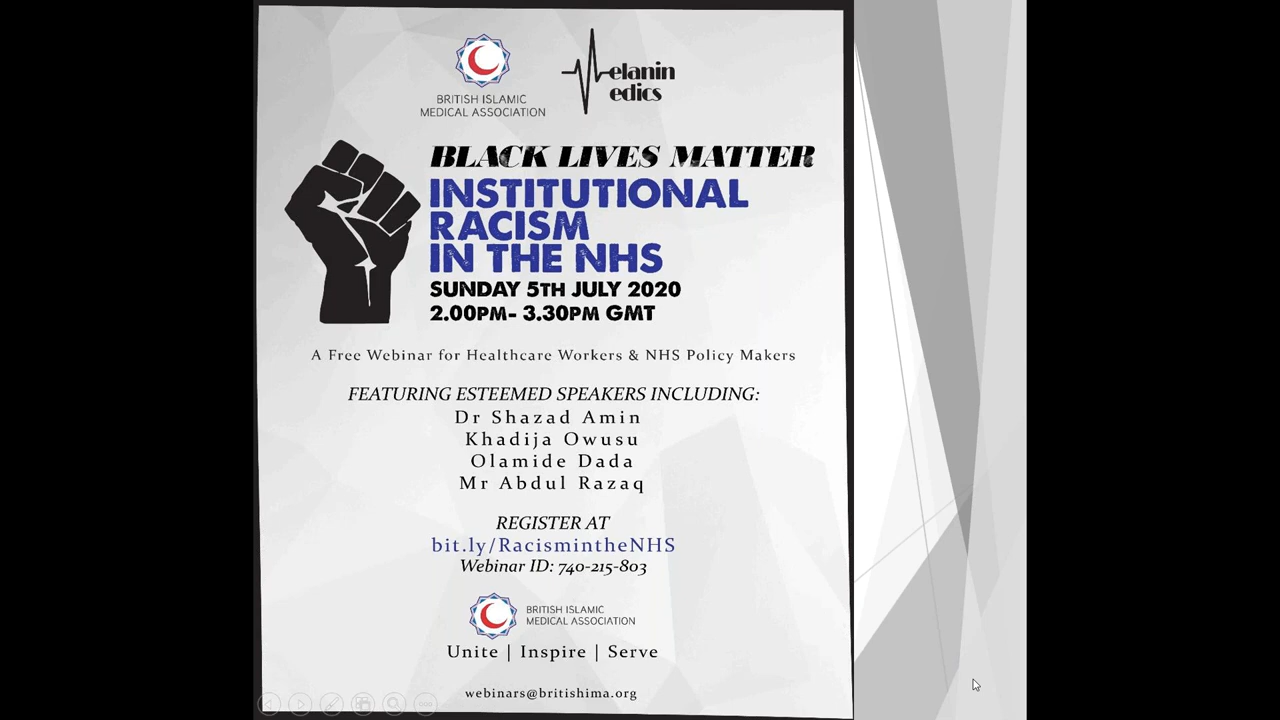 BRITISH ISLAMIC
MEDICAL ASSOCIATION
elanin
edics
BLACK LIVES MATTER
INSTITUTIONAL
RACISM
IN THE NHS
SUNDAY 5TH JULY 2020
2.00PM- 3.30PM GMT
A Free Webinar for Healthcare Workers & NHS Policy Makers
FEATURING ESTEEMED SPEAKERS INCLUDING:
Dr Shazad Amin
Khadija Owusu
Olamide Dada
Mr Abdul Razaq
REGISTER AT
bit.ly/RacismintheNHS
Webinar ID: 740-215-803
BRITISH ISLAMIC
MEDICAL ASSOCIATION
Unite | Inspire | Serve
webinars@britishima.org